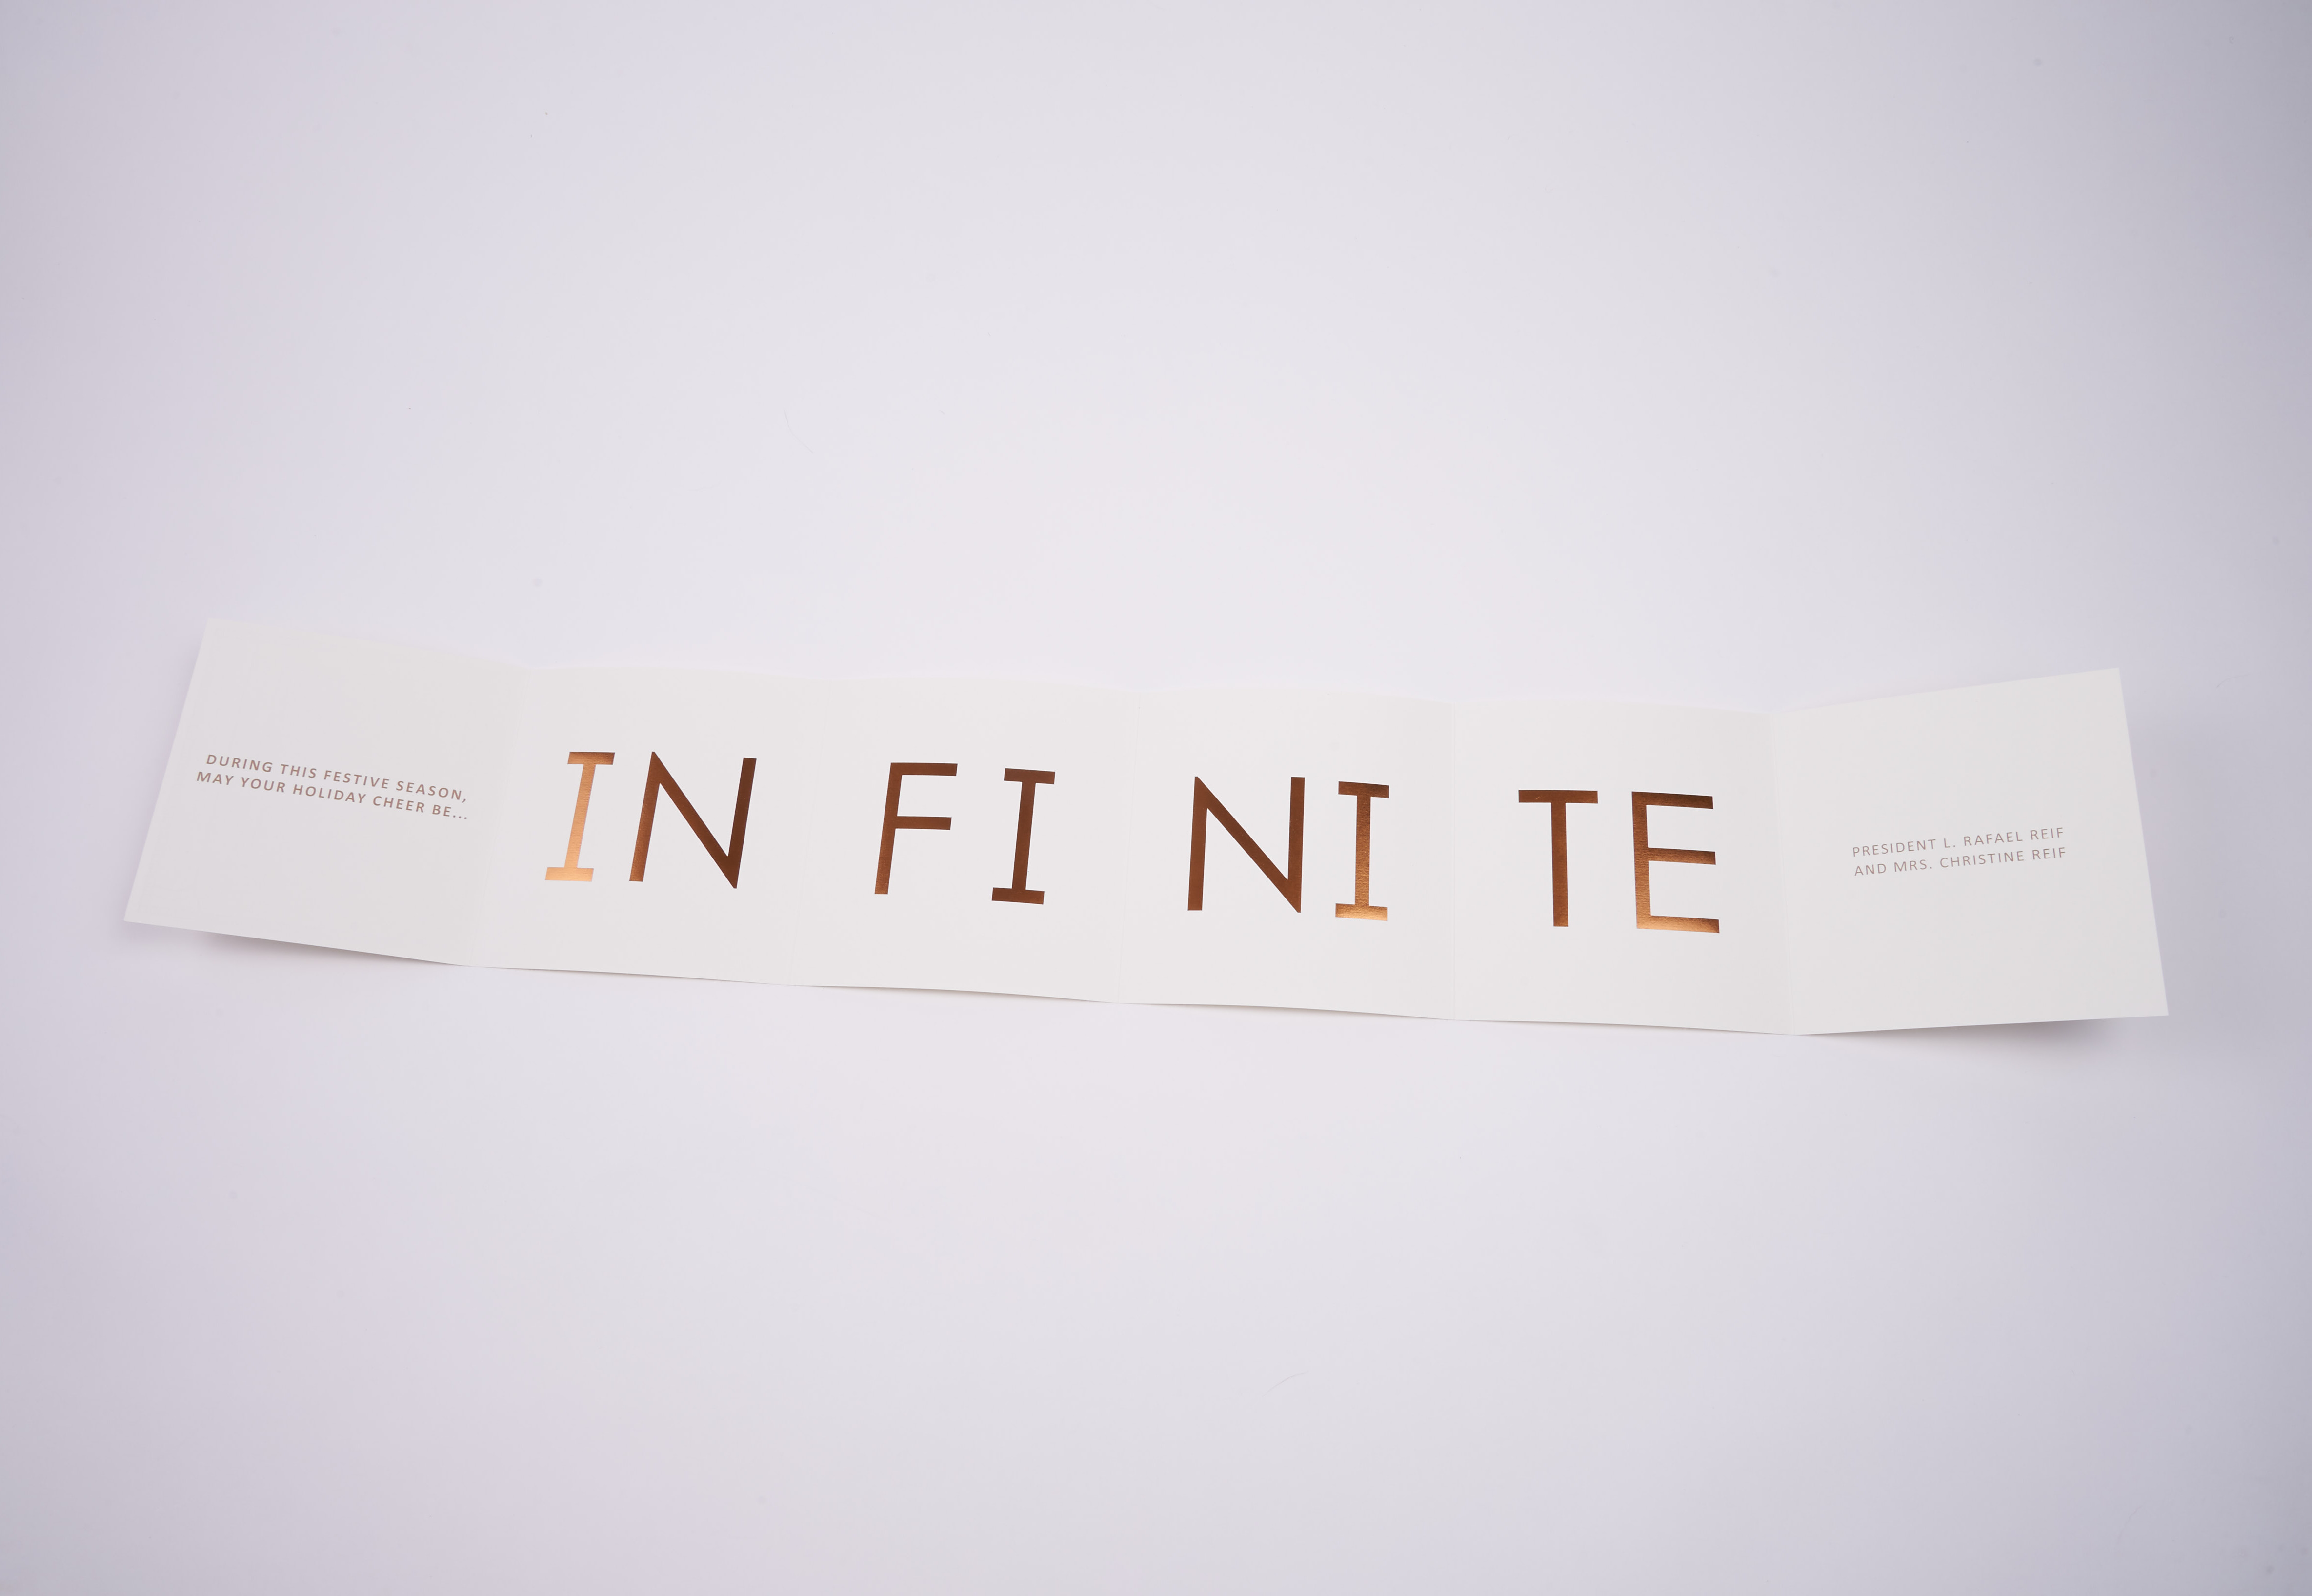 DURING THIS FESTIVE SEASON,
MAY YOUR HOLIDAY CHEER BE...
IN FI NI TE
PRESIDENT L. RAFAEL REIF
AND MRS. CHRISTINE REIF